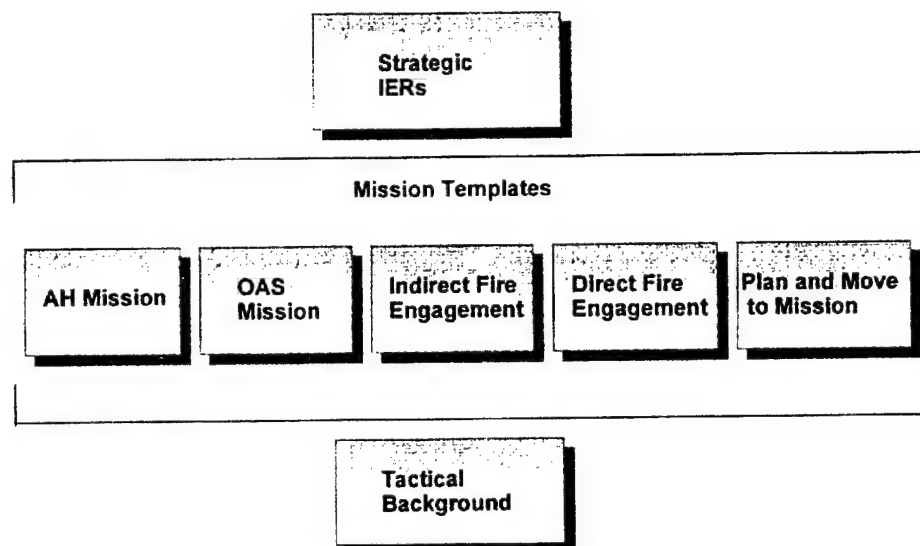 Strategic
IERs
Mission Templates
AH Mission
OAS
Mission
Indirect Fire
Engagement
Direct Fire
Engagement
Plan and Move
to Mission
Tactical
Background